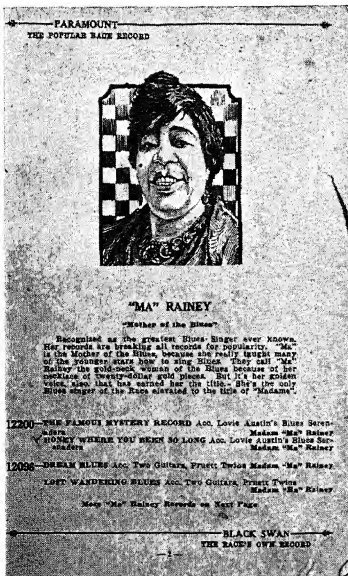 PARAMOUNT
THE POPULAR RACE RECORD
"MA" RAINEY
"Mother of the Blues"
Recognized as the greatest Blues Singer ever known.
Her records are breaking all records for popularity. "Ma"
is the Mother of the Blues, because she really taught many
of the younger stars how to sing Blues. They call "Ma"
Rainey the gold-neck woman of the Blues because of her
necklace of twenty-dollar gold pieces. But it's her golden
voice, also, that has earned her the title. She's the only
Blues singer of the Race elevated to the title of "Madame".
12200—THE FAMOUS MYSTERY RECORD Acc. Lovie Austin's Blues Seren-
aders Madam "Ma" Rainey
HONEY WHERE YOU BEEN SO LONG Acc. Lovie Austin's Blues Ser-
enaders Madam "Ma" Rainey
12098—DREAM BLUES Acc. Two Guitars, Pruett Twins Madam "Ma" Rainey
LOST WANDERING BLUES Acc. Two Guitars, Pruett Twins
Madam "Ma" Rainey
More "Ma" Rainey Records on Next Page
BLACK SWAN
THE RACE'S OWN RECORD